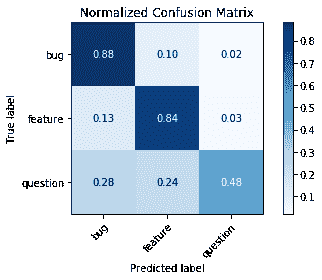 Normalized Confusion Matrix
bug 0.88 0.10 0.02
feature 0.13 0.84 0.03
question 0.28 0.24 0.48
bug feature question
True label
Predicted label
0.8
0.7
0.6
0.5
0.4
0.3
0.2
0.1